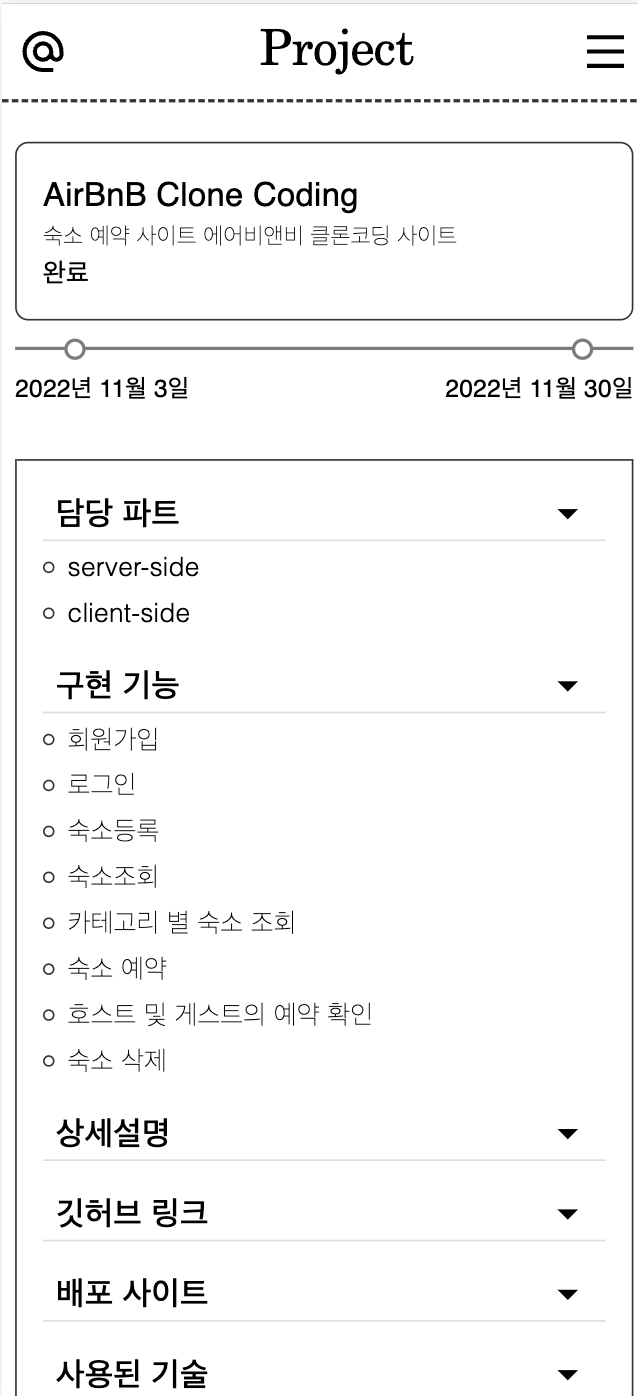 @
Project
AirBnB Clone Coding
숙소 예약 사이트 에어비앤비 클론코딩 사이트
완료
2022년 11월 3일
2022년 11월 30일
담당 파트
server-side
client-side
구현 기능
회원가입
로그인
숙소등록
숙소조회
카테고리 별 숙소 조회
숙소 예약
호스트 및 게스트의 예약 확인
숙소 삭제
상세설명
깃허브 링크
배포 사이트
사용된 기술